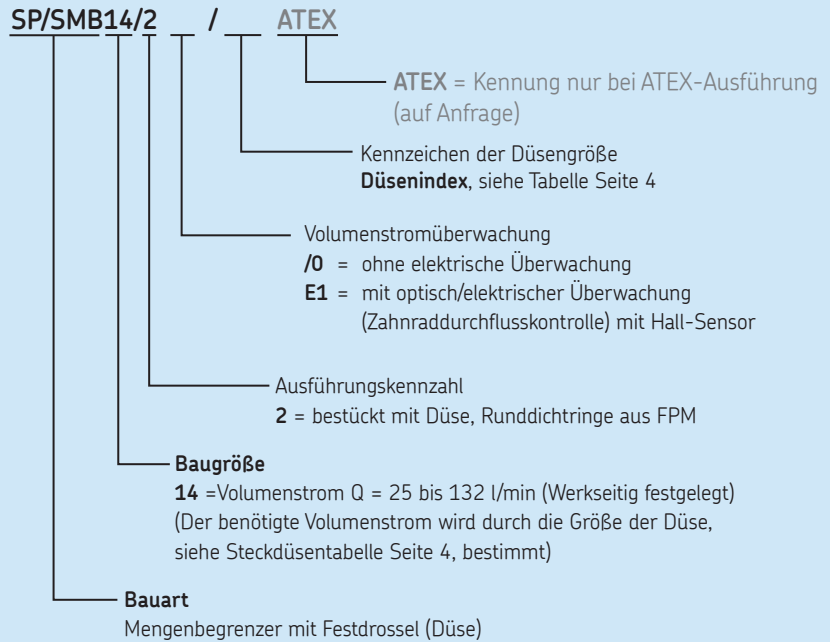 SP/SMB14/2 _ / _ ATEX
ATEX = Kennung nur bei ATEX-Ausführung
(auf Anfrage)
Kennzeichen der Düsengröße
Düsenindex, siehe Tabelle Seite 4
Volumenstromüberwachung
/0 = ohne elektrische Überwachung
E1 = mit optisch/elektrischer Überwachung
(Zahnraddurchflusskontrolle) mit Hall-Sensor
Ausführungskennzahl
2 = bestückt mit Düse, Runddichtringe aus FPM
Baugröße
14 =Volumenstrom Q = 25 bis 132 l/min (Werkseitig festgelegt)
(Der benötigte Volumenstrom wird durch die Größe der Düse,
siehe Steckdüsentabelle Seite 4, bestimmt)
Bauart
Mengenbegrenzer mit Festdrossel (Düse)